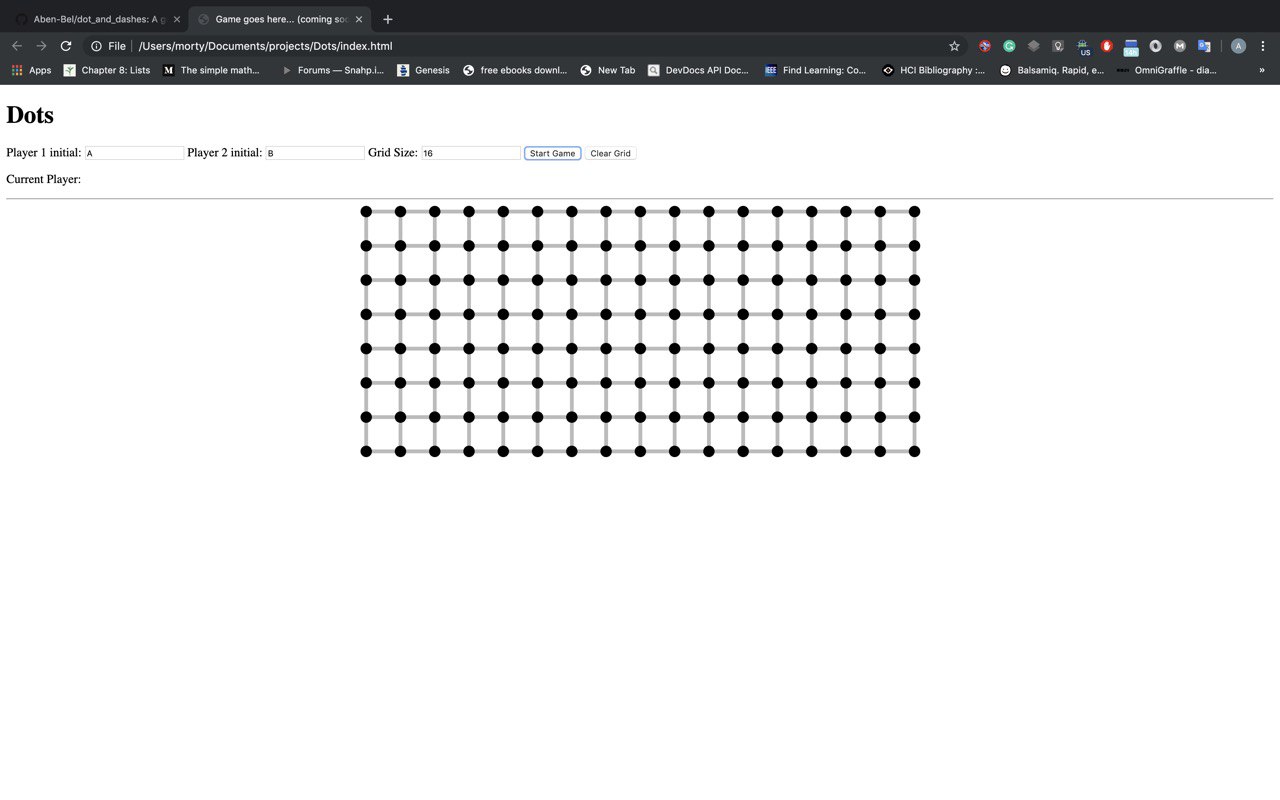 Aben-Bel/dot_and_dashes: A g
Game goes here... (coming soo
File /Users/morty/Documents/projects/Dots/index.html
US
14h
A
Apps Chapter 8: Lists M The simple math... Forums — Snahp.i... Genesis free ebooks downl... New Tab DevDocs API Doc... IEEE Find Learning: Co... HCI Bibliography :... Balsamiq. Rapid, e... OmniGraffle - dia... »
Dots
Player 1 initial: A Player 2 initial: B Grid Size: 16 Start Game Clear Grid
Current Player: